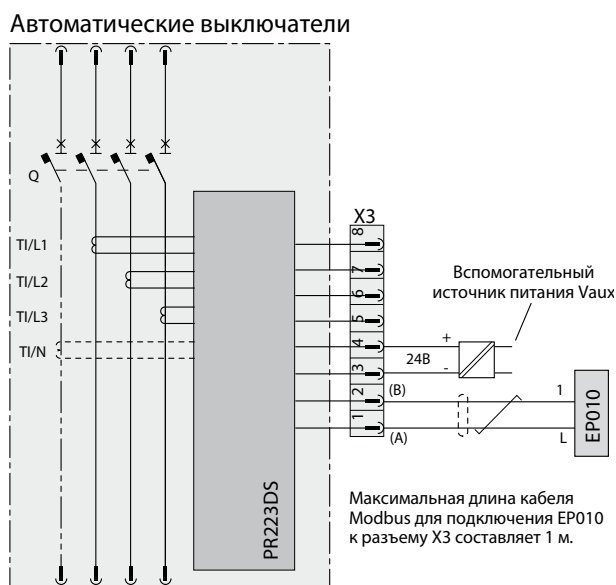 Автоматические выключатели
Q
TI/L1
TI/L2
TI/L3
TI/N
PR223DS
X3
8
7
6
5
4
3
2
1
+
24В
-
(B)
(A)
Вспомогательный
источник питания Vaux
1
L
EP010
Максимальная длина кабеля
Modbus для подключения EP010
к разъему X3 составляет 1 м.